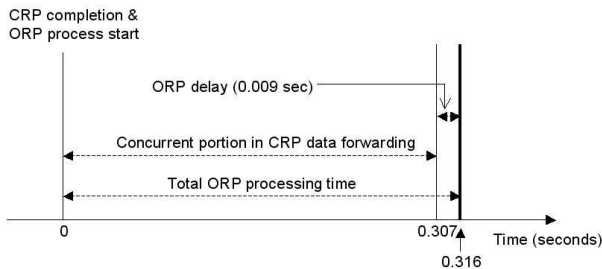 CRP completion &
ORP process start
ORP delay (0.009 sec)
Concurrent portion in CRP data forwarding
Total ORP processing time
0
0.307
Time (seconds)
0.316